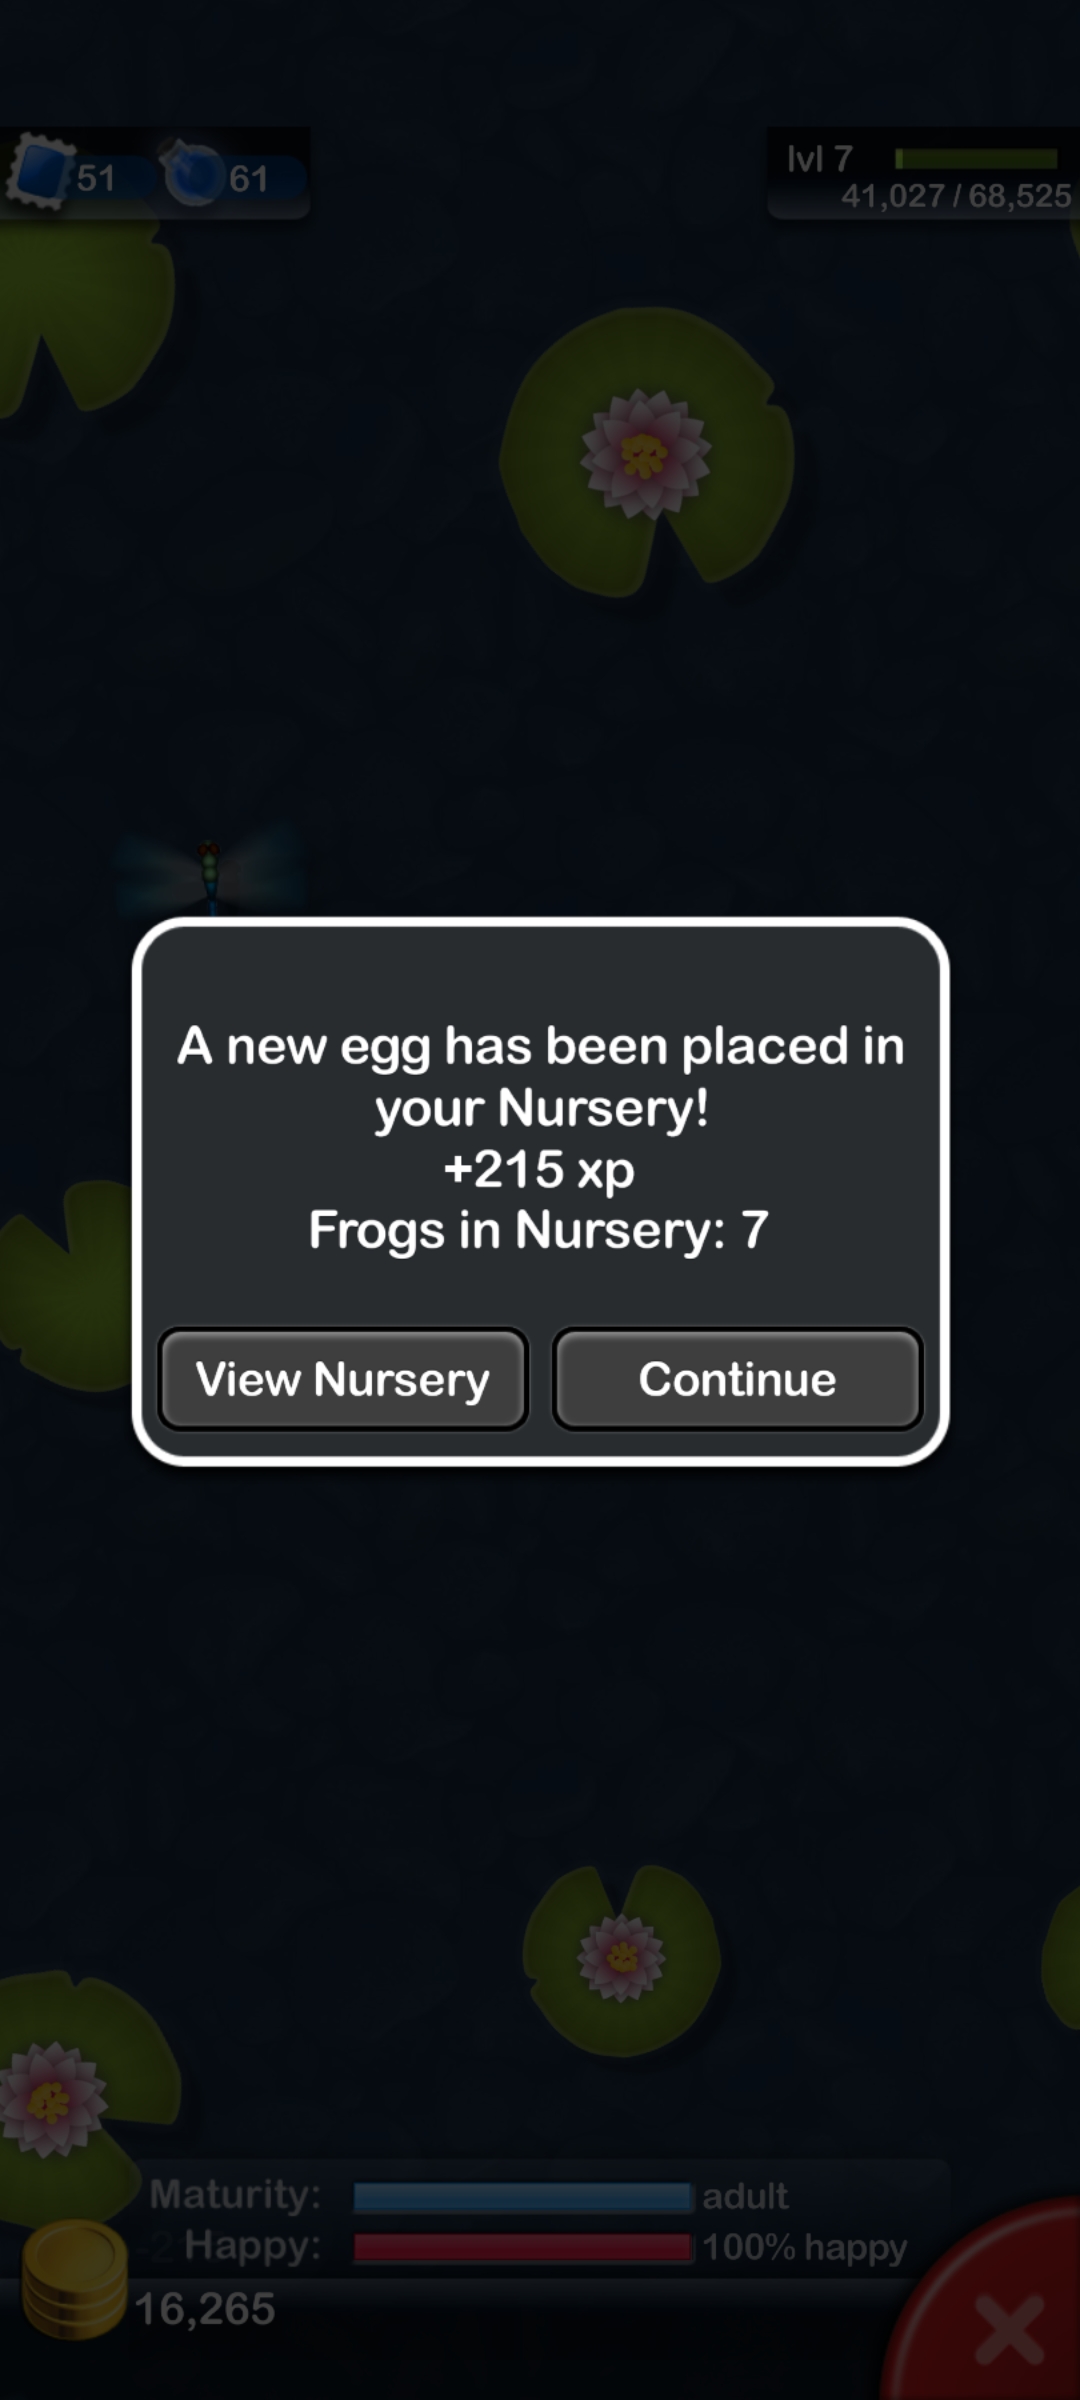 51
61
lvl 7
41,027 / 68,525
A new egg has been placed in
your Nursery!
+215 xp
Frogs in Nursery: 7
View Nursery
Continue
Maturity:
adult
Happy:
100% happy
16,265